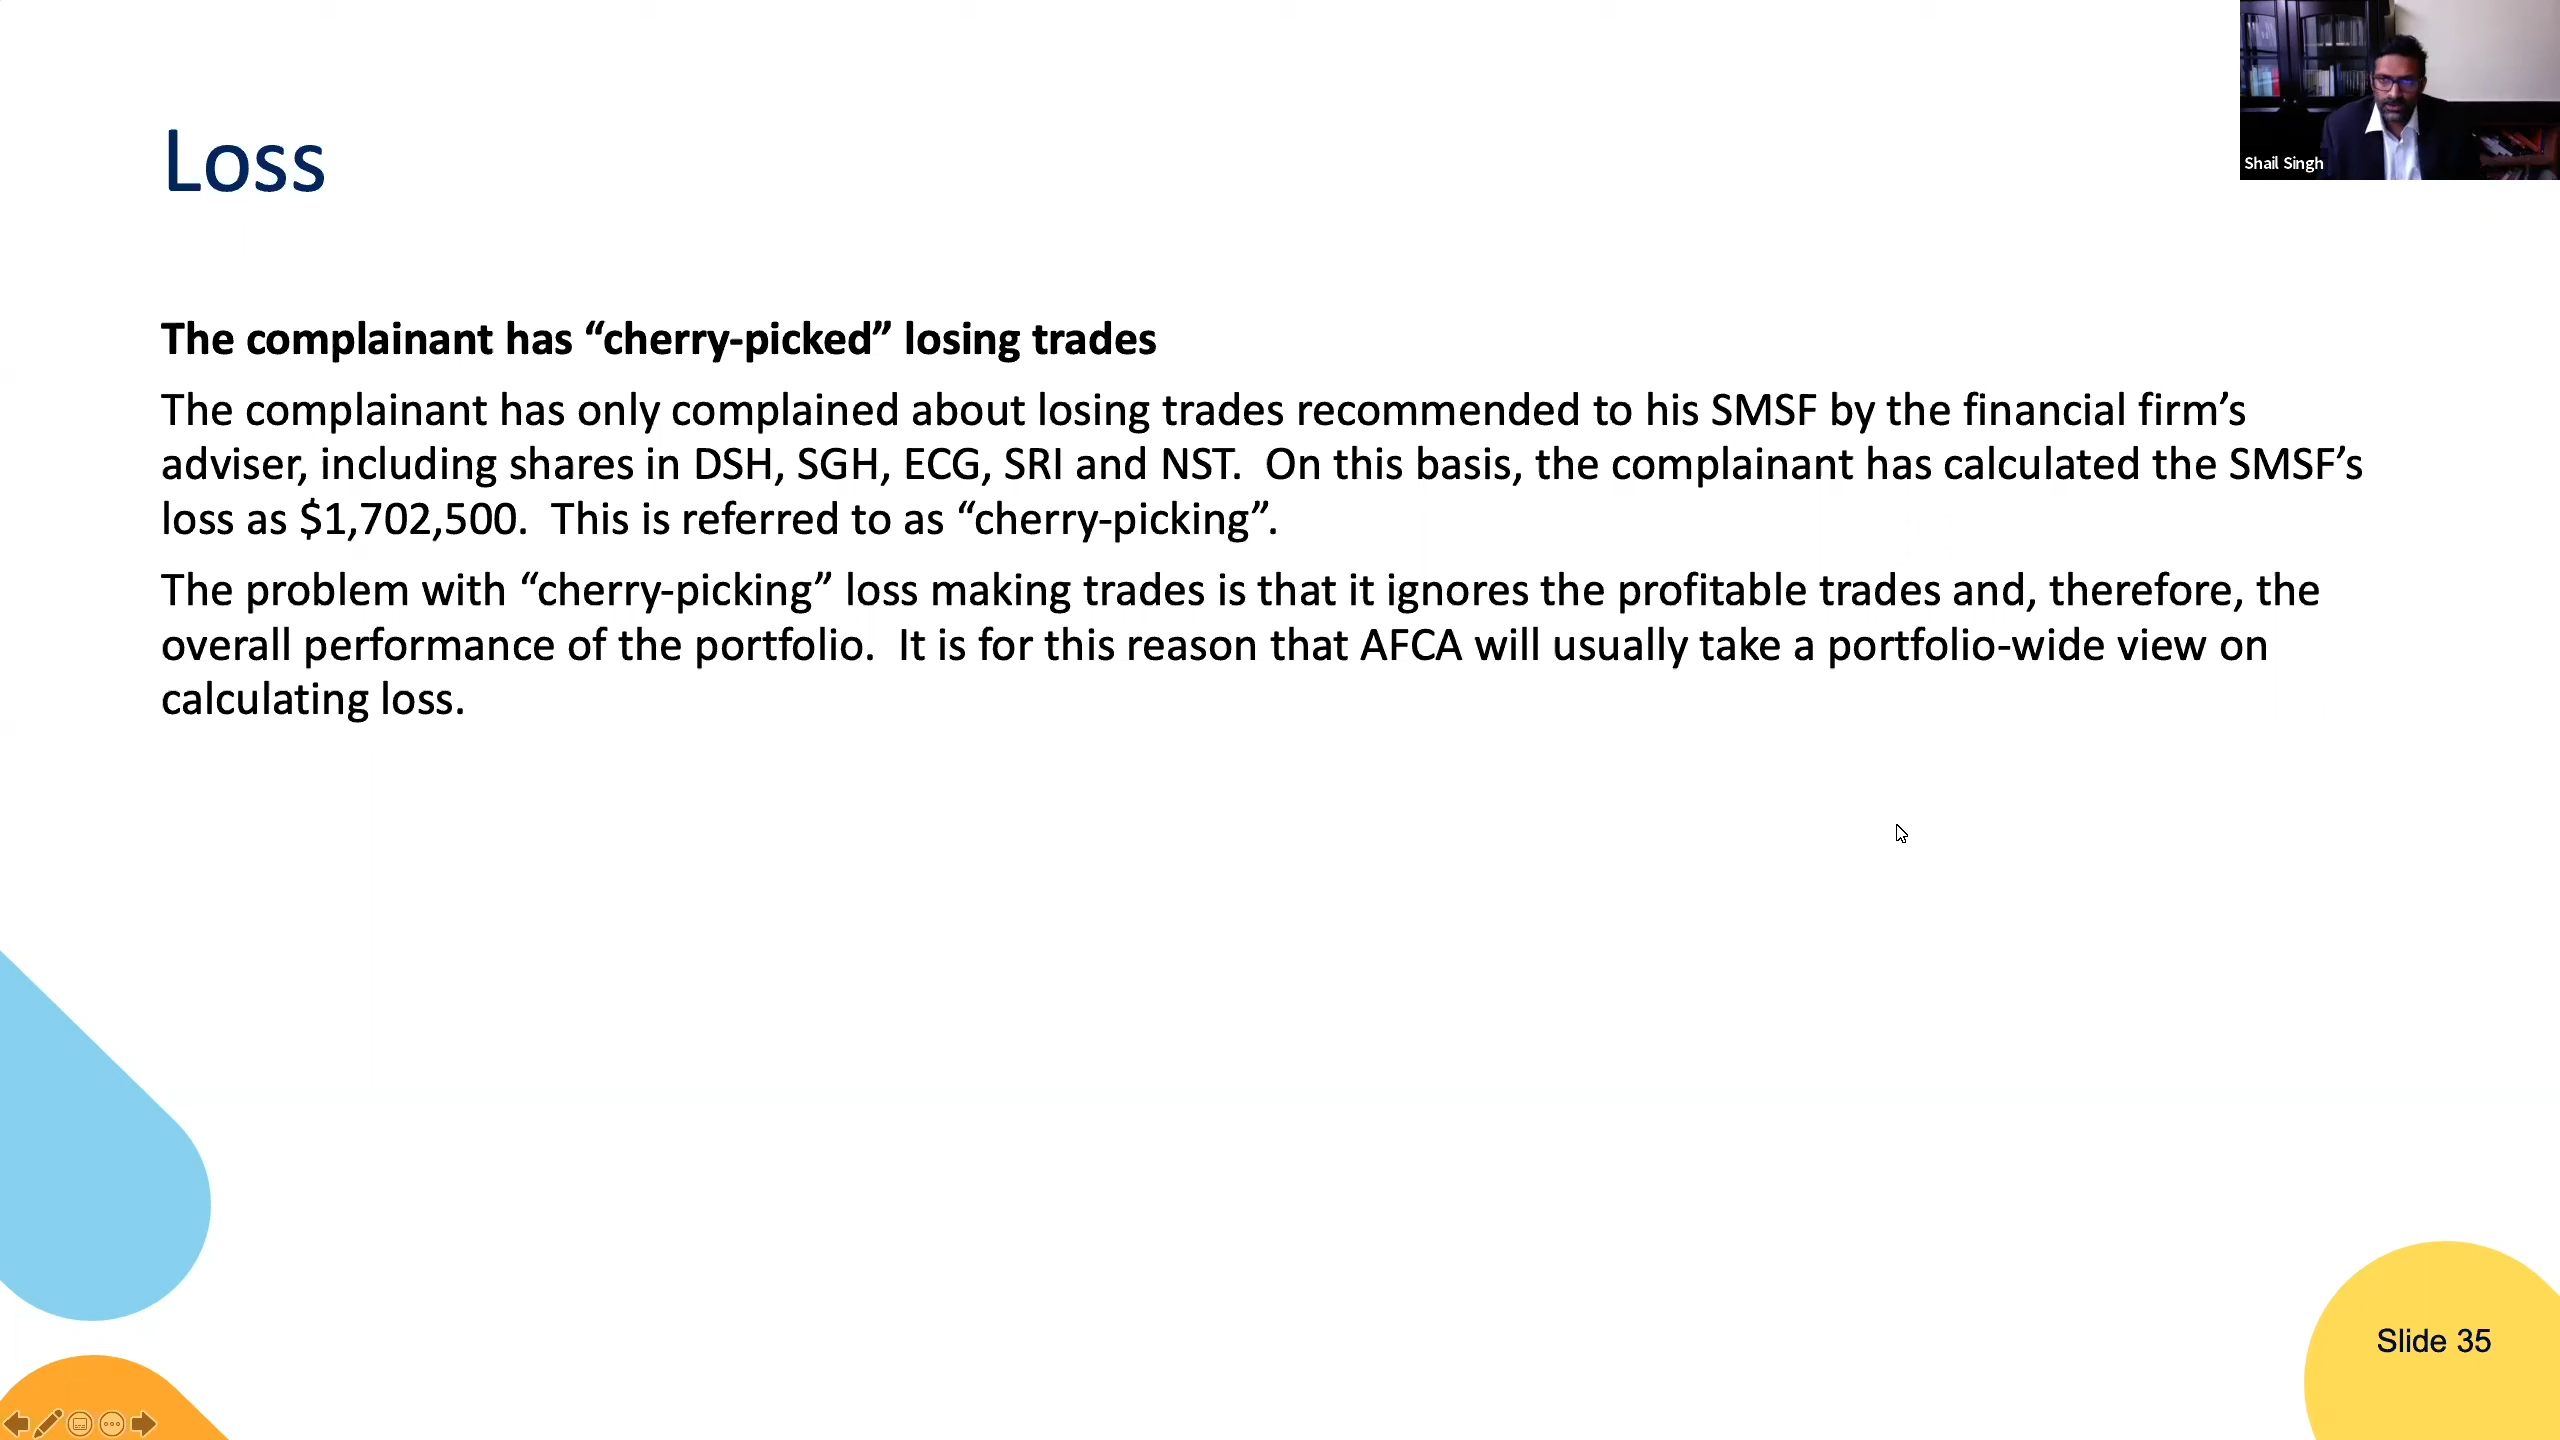 Shail Singh
Loss
The complainant has “cherry-picked” losing trades
The complainant has only complained about losing trades recommended to his SMSF by the financial firm’s
adviser, including shares in DSH, SGH, ECG, SRI and NST.  On this basis, the complainant has calculated the SMSF’s
loss as $1,702,500.  This is referred to as “cherry-picking”.
The problem with “cherry-picking” loss making trades is that it ignores the profitable trades and, therefore, the
overall performance of the portfolio.  It is for this reason that AFCA will usually take a portfolio-wide view on
calculating loss.
Slide 35